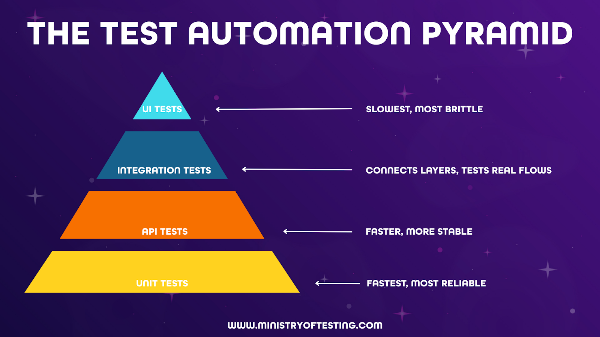 THE TEST AUTOMATION PYRAMID
UI TESTS
SLOWEST, MOST BRITTLE
INTEGRATION TESTS
CONNECTS LAYERS, TESTS REAL FLOWS
API TESTS
FASTER, MORE STABLE
UNIT TESTS
FASTEST, MOST RELIABLE
WWW.MINISTRYOFTESTING.COM